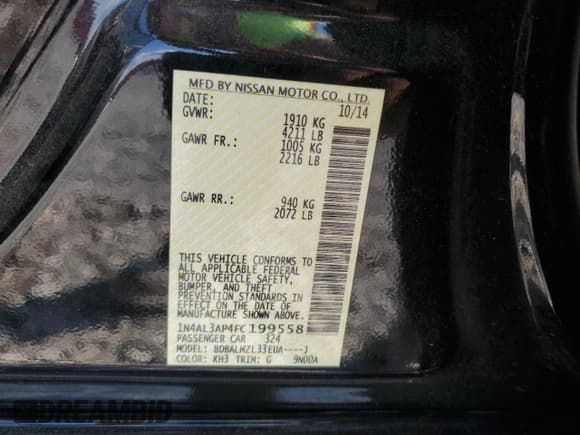 MFD BY NISSAN MOTOR CO., LTD.
DATE: 10/14
GVWR: 1910 KG
4211 LB
GAWR FR.: 1005 KG
2216 LB
GAWR RR.: 940 KG
2072 LB
THIS VEHICLE CONFORMS TO
ALL APPLICABLE FEDERAL
MOTOR VEHICLE SAFETY,
BUMPER, AND THEFT
PREVENTION STANDARDS IN
EFFECT ON THE DATE OF
MANUFACTURE SHOWN ABOVE.
1N4AL3AP4FC199558
PASSENGER CAR 324
MODEL: BDBALHZL33EUA----J
COLOR: KH3 TRIM: G 9N00A
DREAMBID